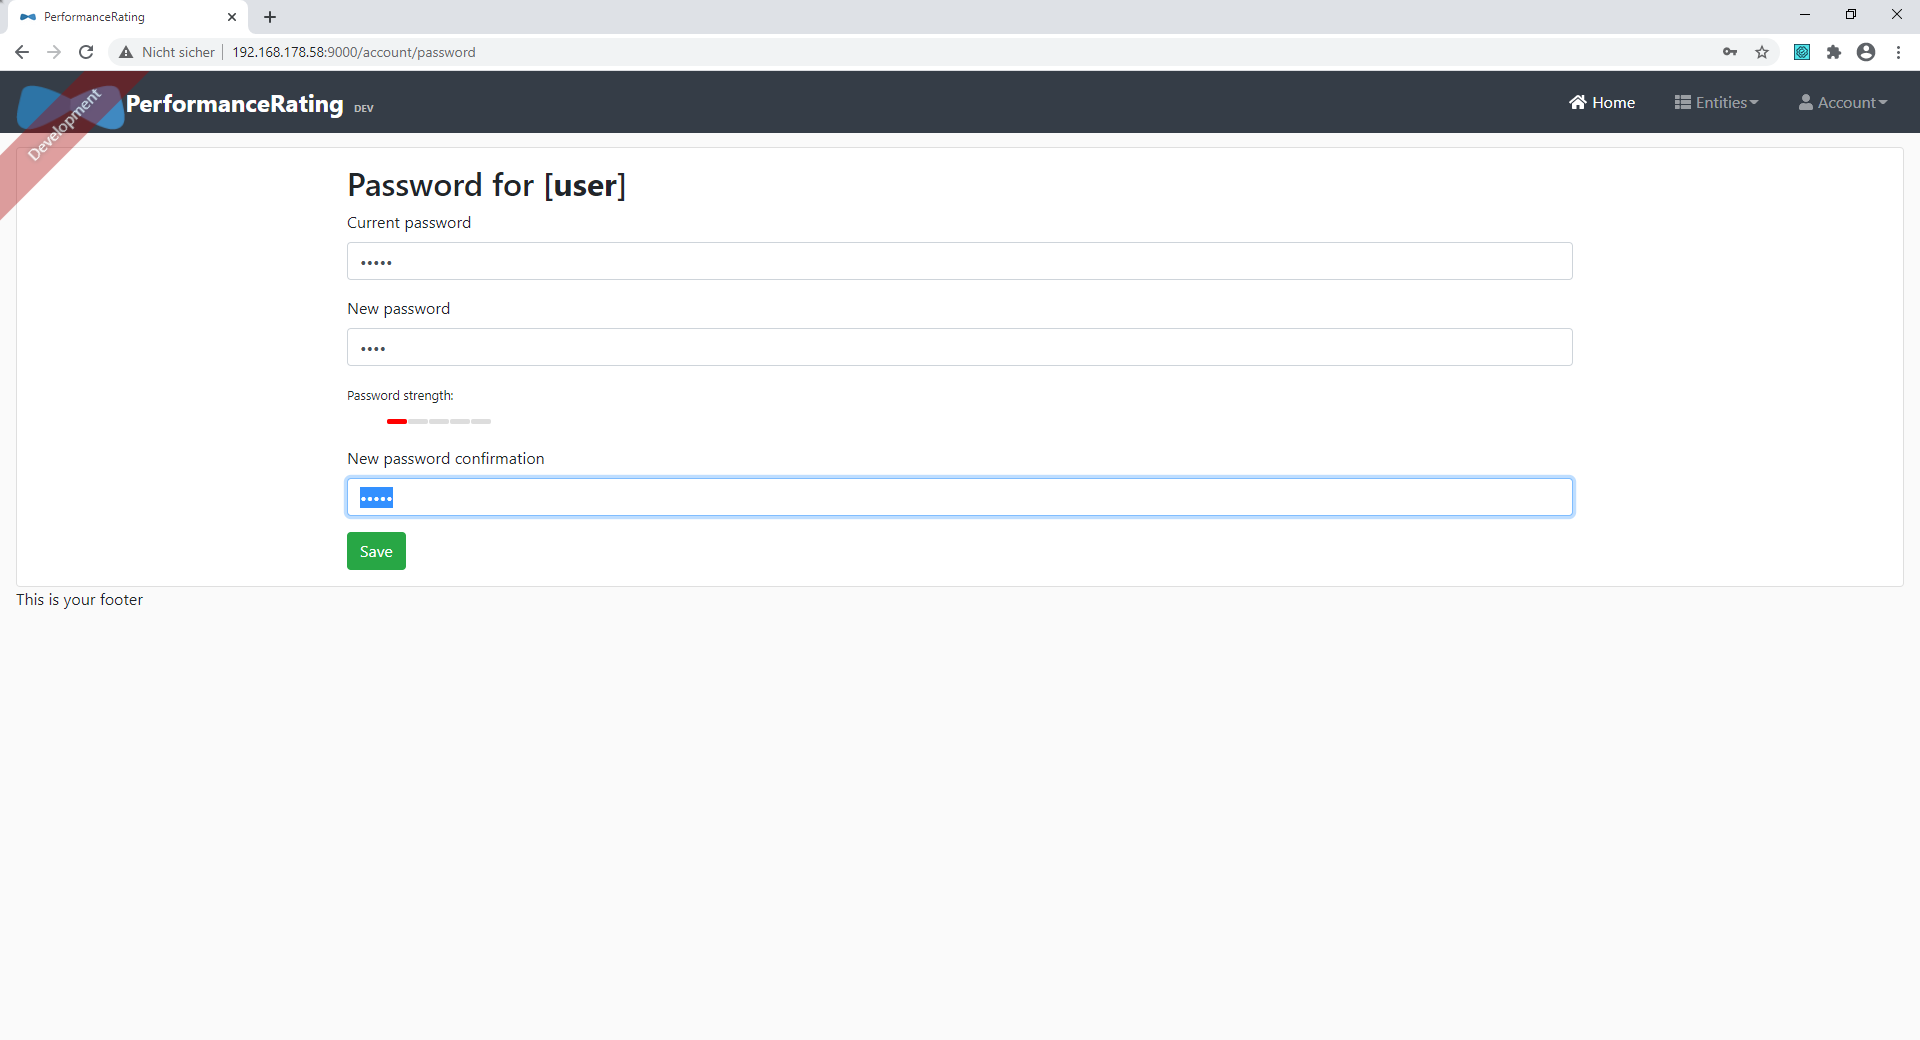 PerformanceRating
Nicht sicher 192.168.178.58:9000/account/password
Development
PerformanceRating DEV
Home Entities Account
Password for [user]
Current password
•••••
New password
••••
Password strength:
New password confirmation
•••••
Save
This is your footer